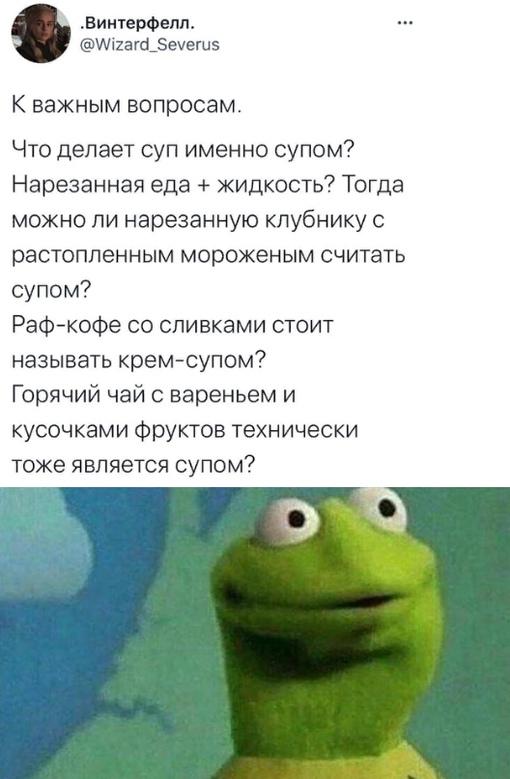 .Винтерфелл.
@Wizard_Severus
К важным вопросам.
Что делает суп именно супом?
Нарезанная еда + жидкость? Тогда
можно ли нарезанную клубнику с
растопленным мороженым считать
супом?
Раф-кофе со сливками стоит
называть крем-супом?
Горячий чай с вареньем и
кусочками фруктов технически
тоже является супом?